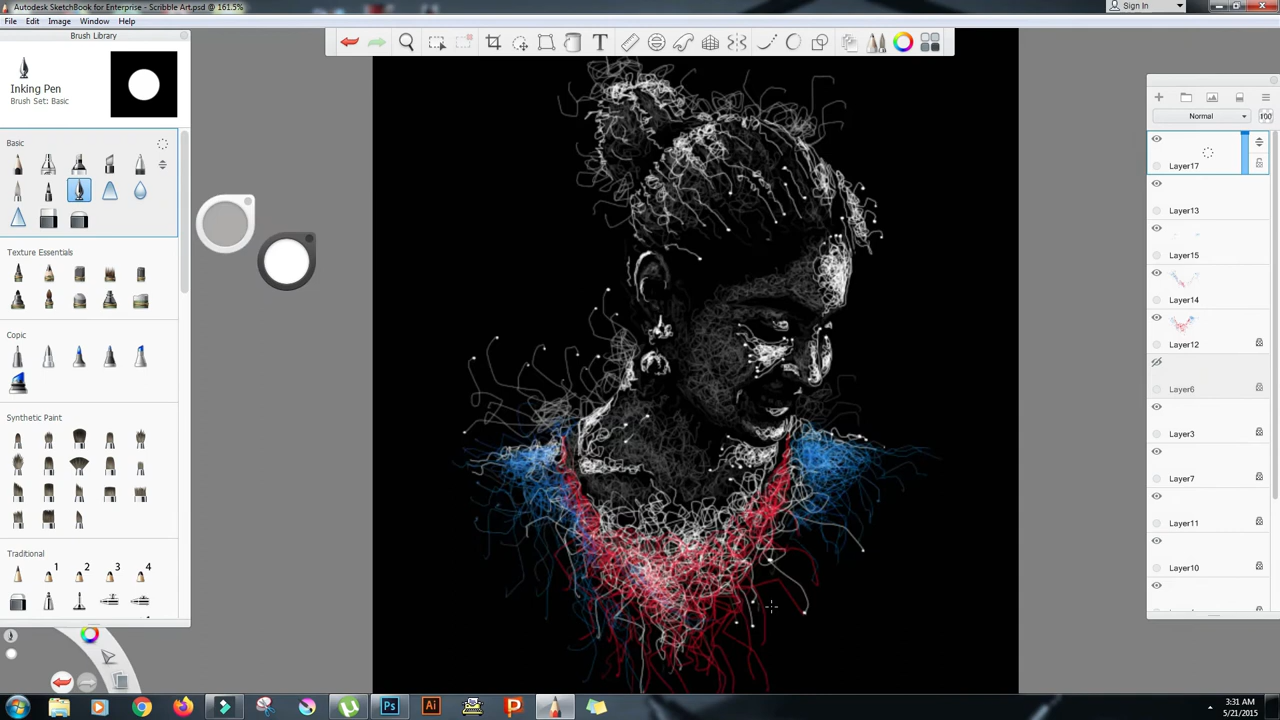 Autodesk SketchBook for Enterprise - Scribble Art.psd @ 161.5%
Sign In
File Edit Image Window Help
Brush Library
Inking Pen
Brush Set: Basic
Basic
Texture Essentials
Copic
Synthetic Paint
Traditional
1 2 3 4
T
Normal
100
Layer17
Layer13
Layer15
Layer14
Layer12
Layer6
Layer3
Layer7
Layer11
Layer10
Ps
Ai
3:31 AM
5/21/2015